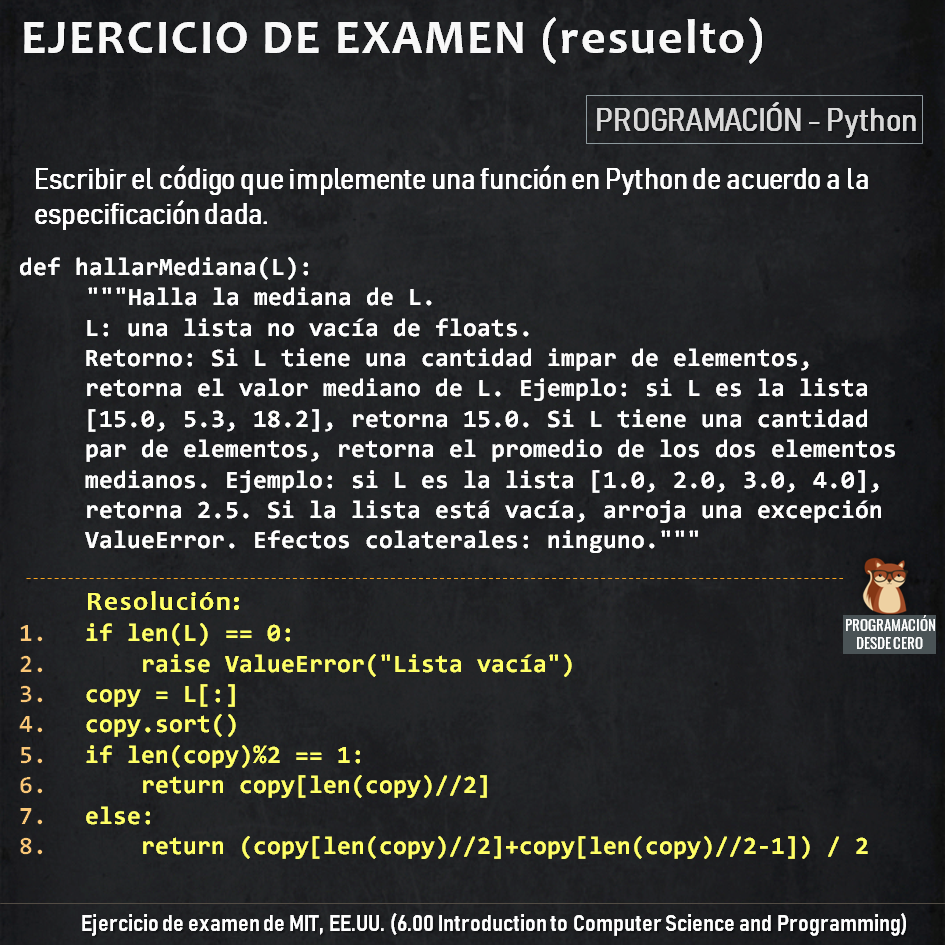 EJERCICIO DE EXAMEN (resuelto)
PROGRAMACIÓN - Python
Escribir el código que implemente una función en Python de acuerdo a la
especificación dada.
def hallarMediana(L):
"""Halla la mediana de L.
L: una lista no vacía de floats.
Retorno: Si L tiene una cantidad impar de elementos,
retorna el valor mediano de L. Ejemplo: si L es la lista
[15.0, 5.3, 18.2], retorna 15.0. Si L tiene una cantidad
par de elementos, retorna el promedio de los dos elementos
medianos. Ejemplo: si L es la lista [1.0, 2.0, 3.0, 4.0],
retorna 2.5. Si la lista está vacía, arroja una excepción
ValueError. Efectos colaterales: ninguno."""
PROGRAMACIÓN
DESDE CERO
Resolución:
1. if len(L) == 0:
2. raise ValueError("Lista vacía")
3. copy = L[:]
4. copy.sort()
5. if len(copy)%2 == 1:
6. return copy[len(copy)//2]
7. else:
8. return (copy[len(copy)//2]+copy[len(copy)//2-1]) / 2
Ejercicio de examen de MIT, EE.UU. (6.00 Introduction to Computer Science and Programming)